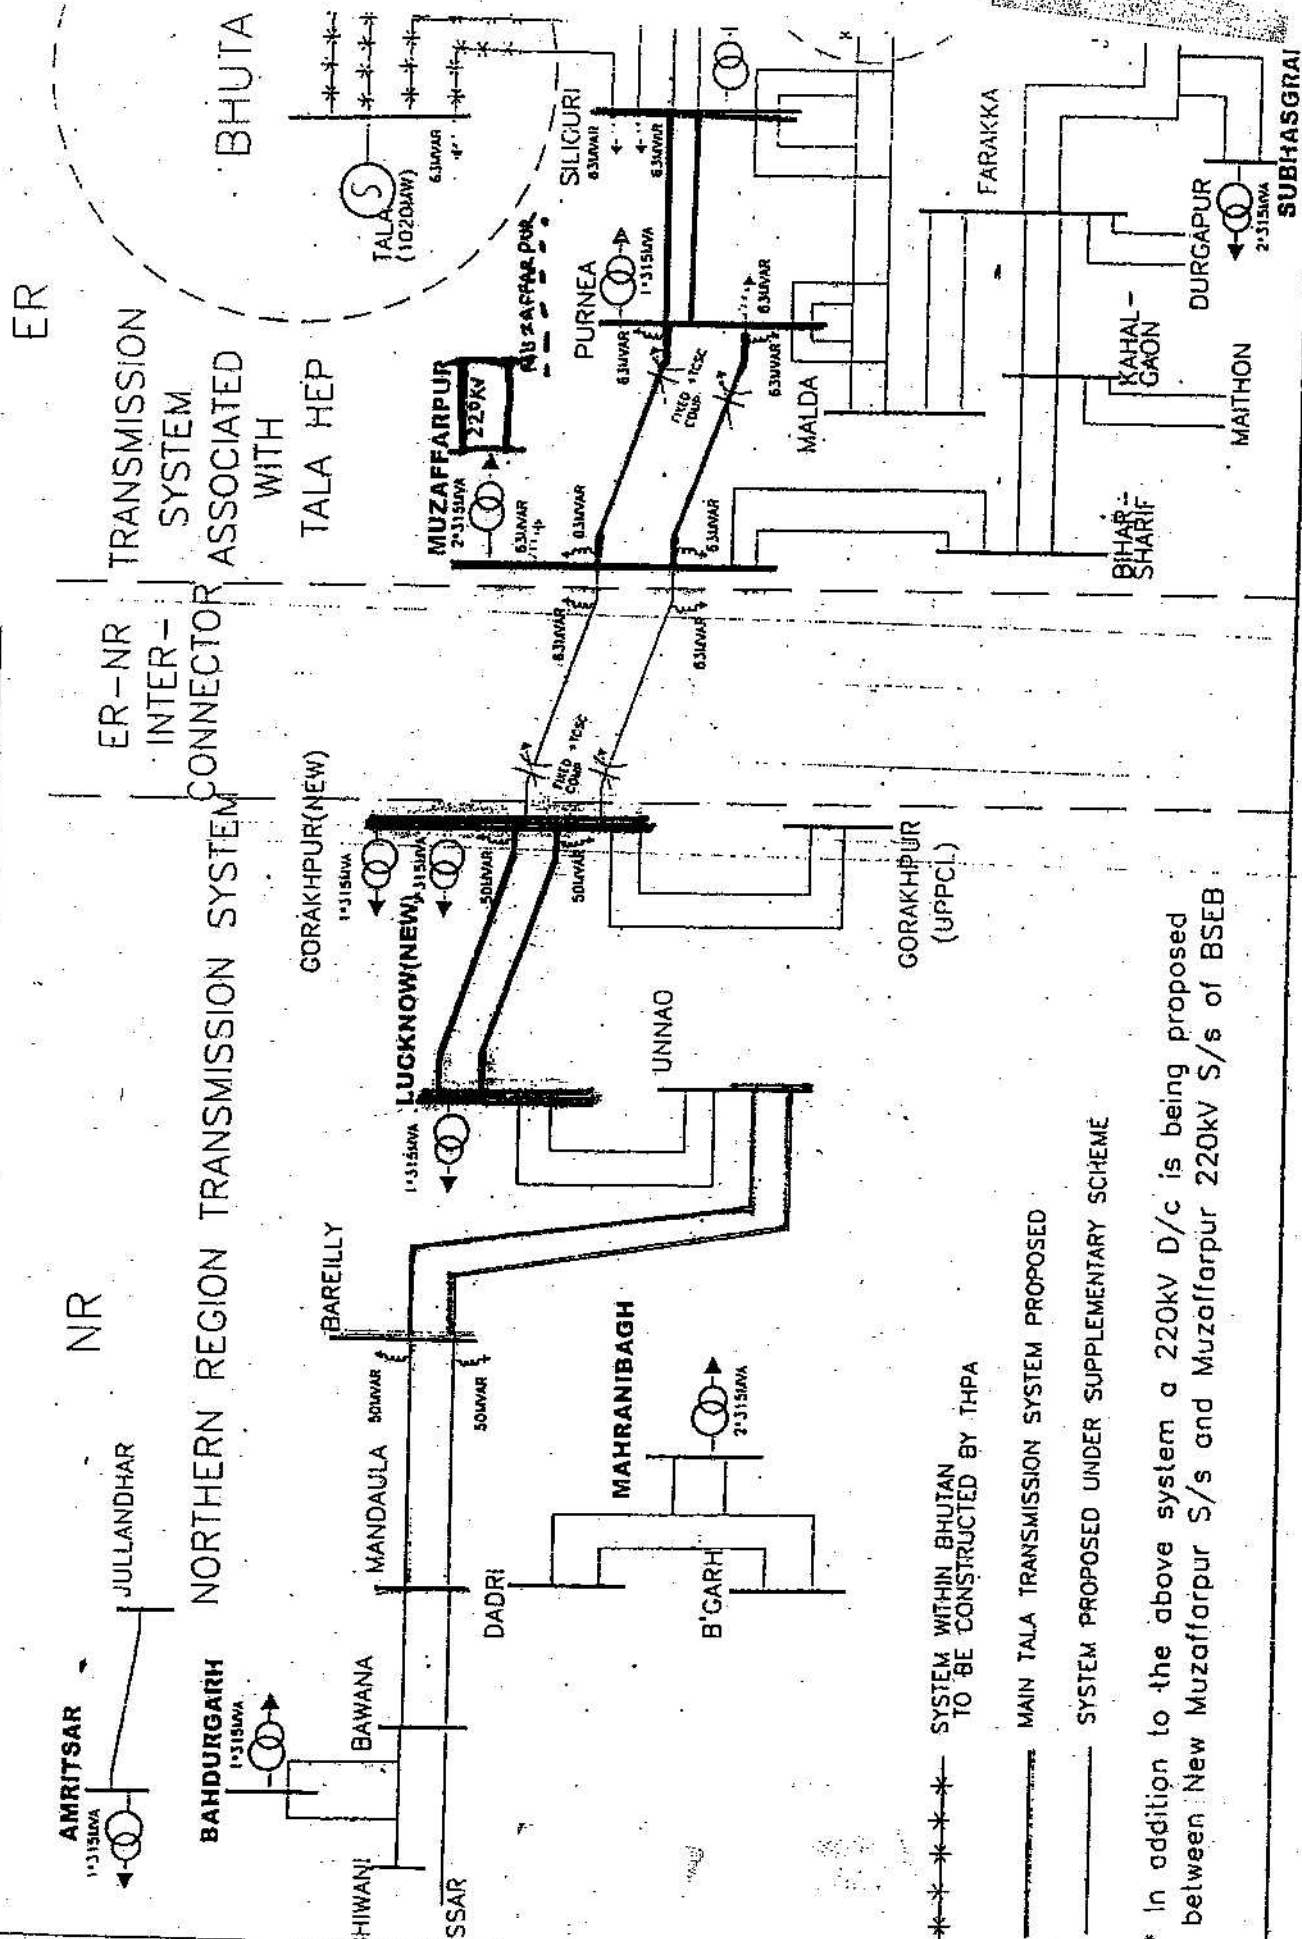 NR
ER
ER-NR
INTER-
CONNECTOR
TRANSMISSION
SYSTEM
ASSOCIATED
WITH
TALA HEP
BHUTA
NORTHERN REGION TRANSMISSION SYSTEM
AMRITSAR
1*315MVA
JULLANDHAR
BAHDURGARH
1*315MVA
HIWANI
SSAR
BAWANA
MANDAULA
BAREILLY
50MVAR
50MVAR
DADRI
B'GARH
MAHRANIBAGH
2*315MVA
UNNAO
LUCKNOW(NEW)
1*315MVA
GORAKHPUR(NEW)
1*315MVA
315MVA
50MVAR
50MVAR
GORAKHPUR
(UPPCL)
FIXED +TCSC
COMP
63MVAR
63MVAR
MUZAFFARPUR
2*315MVA
220KV
MUZAFFARPUR
63MVAR
63MVAR
63MVAR
FIXED +TCSC
COMP
PURNEA
1*315MVA
63MVAR
63MVAR
63MVAR
SILIGURI
63MVAR
63MVAR
TALA
(1020MW)
63MVAR
S
MALDA
BIHAR-
SHARIF
FARAKKA
KAHAL-
GAON
MAITHON
DURGAPUR
2*315MVA
SUBHASGRA
SYSTEM WITHIN BHUTAN
TO BE CONSTRUCTED BY THPA
MAIN TALA TRANSMISSION SYSTEM PROPOSED
SYSTEM PROPOSED UNDER SUPPLEMENTARY SCHEME
* In addition to the above system a 220kV D/c is being proposed
between New Muzaffarpur S/s and Muzaffarpur 220kV S/s of BSEB